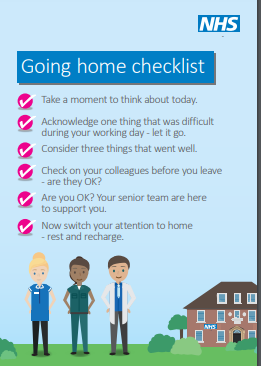 NHS
Going home checklist
Take a moment to think about today.
Acknowledge one thing that was difficult
during your working day - let it go.
Consider three things that went well.
Check on your colleagues before you leave
- are they OK?
Are you OK? Your senior team are here
to support you.
Now switch your attention to home
- rest and recharge.
NHS